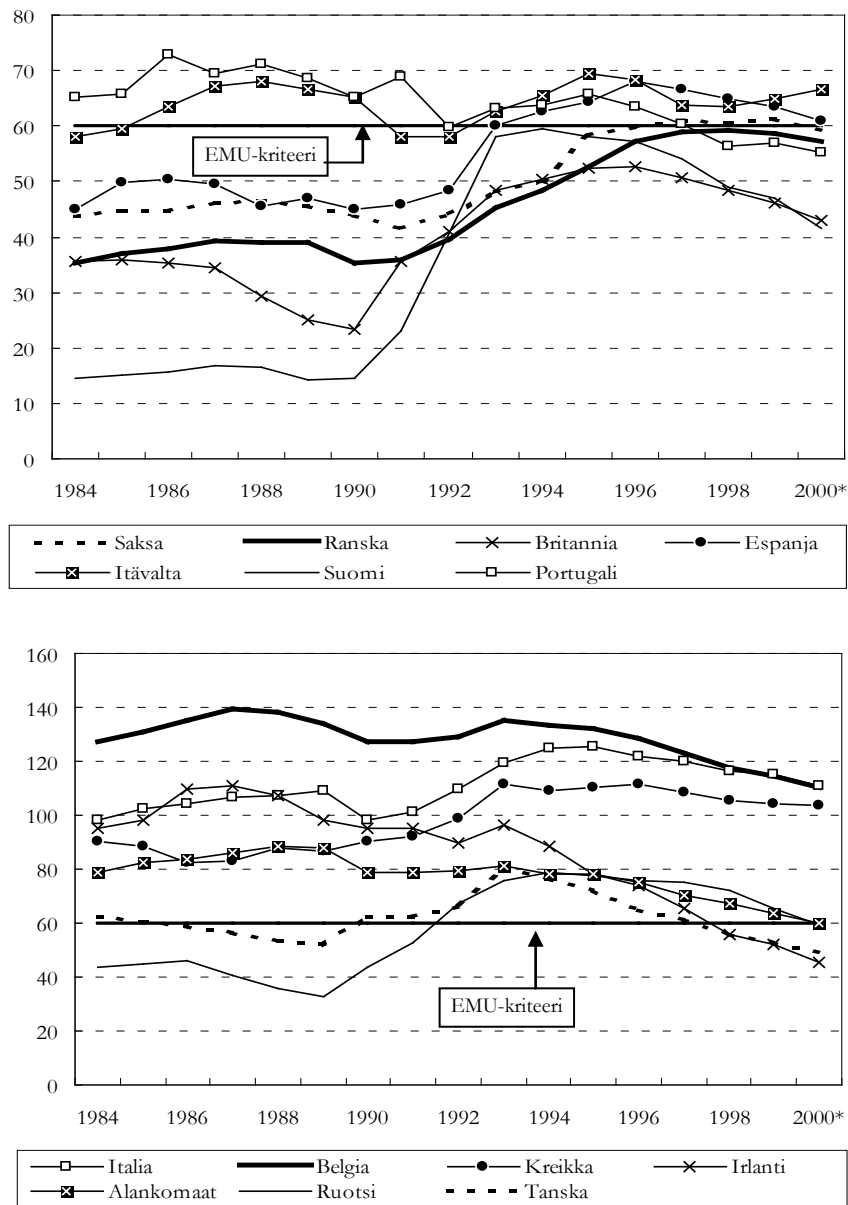 80
70
60
50
40
30
20
10
0
EMU-kriteeri
1984 1986 1988 1990 1992 1994 1996 1998 2000*
Saksa Ranska Britannia Espanja
Itävalta Suomi Portugali
160
140
120
100
80
60
40
20
0
EMU-kriteeri
1984 1986 1988 1990 1992 1994 1996 1998 2000*
Italia Belgia Kreikka Irlanti
Alankomaat Ruotsi Tanska